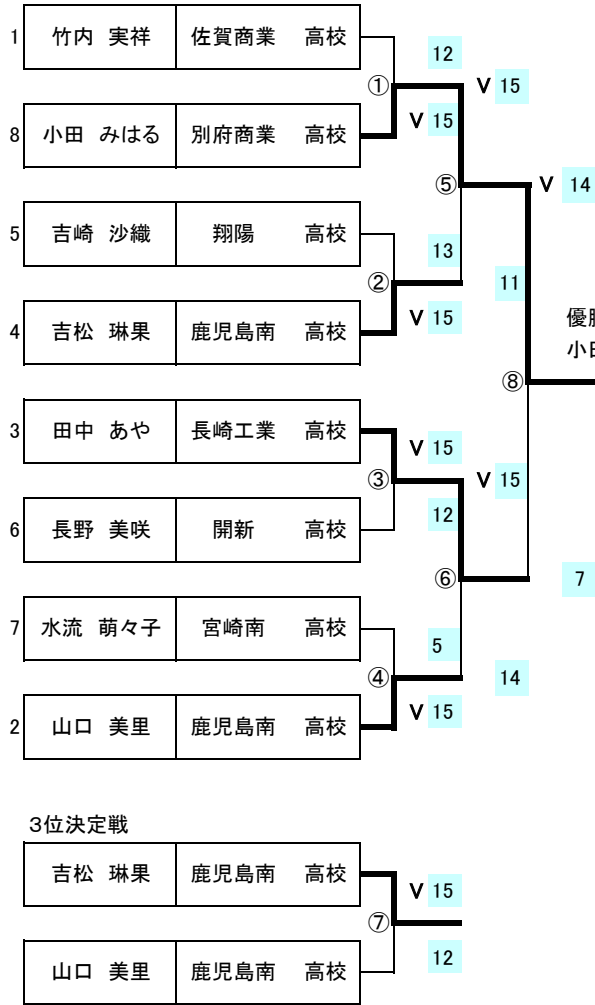 1 竹内 実祥 佐賀商業 高校
12
① V 15
8 小田 みはる 別府商業 高校 V 15
⑤ V 14
5 吉崎 沙織 翔陽 高校
13
② 11
4 吉松 琳果 鹿児島南 高校 V 15
優勝
小田
⑧
3 田中 あや 長崎工業 高校 V 15
③ V 15
12
6 長野 美咲 開新 高校
⑥ 7
7 水流 萌々子 宮崎南 高校
5
④ 14
2 山口 美里 鹿児島南 高校 V 15
3位決定戦
吉松 琳果 鹿児島南 高校 V 15
⑦
12
山口 美里 鹿児島南 高校